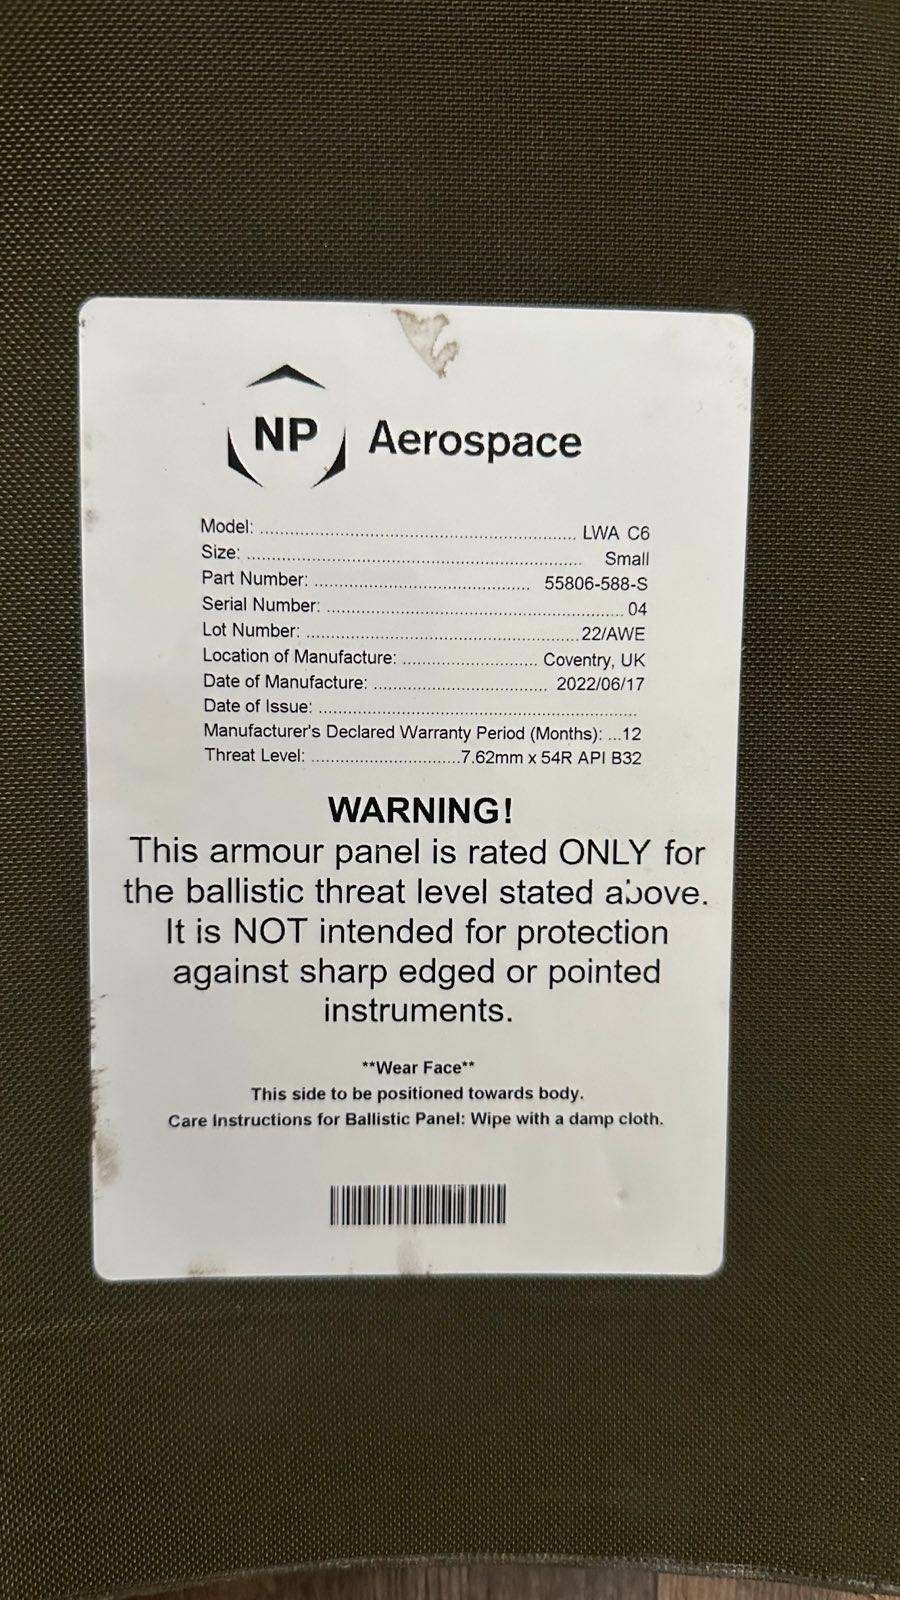 NP Aerospace
Model: ........................................................ LWA C6
Size: ........................................................ Small
Part Number: ........................................ 55806-588-S
Serial Number: ...................................................... 04
Lot Number: .................................................. 22/AWE
Location of Manufacture: ......................... Coventry, UK
Date of Manufacture: ................................ 2022/06/17
Date of Issue: ...........................................................
Manufacturer's Declared Warranty Period (Months): ...12
Threat Level: ..............................7.62mm x 54R API B32
WARNING!
This armour panel is rated ONLY for
the ballistic threat level stated above.
It is NOT intended for protection
against sharp edged or pointed
instruments.
**Wear Face**
This side to be positioned towards body.
Care Instructions for Ballistic Panel: Wipe with a damp cloth.